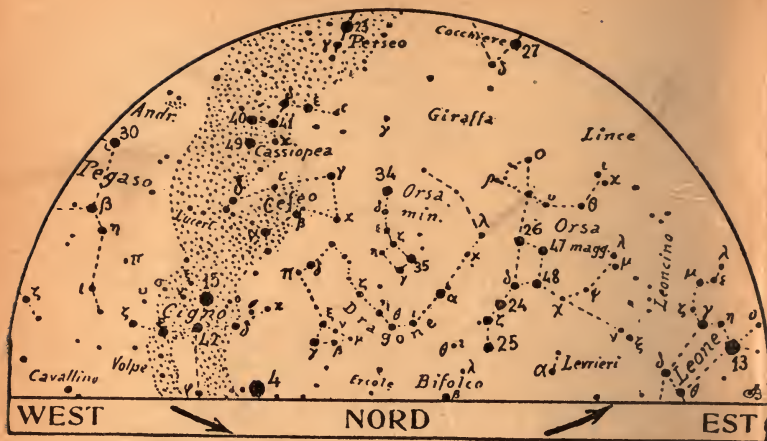 23
Perseo
γ
Cocchiere
27
δ
Andr.
40
41
δ
ε
ι
Giraffa
γ
30
49
κ
Cassiopea
Lince
Pegaso
β
η
δ
ι
γ
34
Orsa
min.
ο
ι
κ
υ
θ
Lucert.
Cefeo
β
κ
α
δ
ε
ζ
η
γ
35
λ
κ
26
Orsa
47
magg.
λ
μ
Leoncino
π
15
Cigno
42
δ
κ
ζ
ε
π
δ
ζ
Dragone
θ
ι
α
δ
48
24
ζ
25
χ
ψ
ν
ξ
μ
ε
ζ
γ
η
ο
Leone
13
δ
θ
Volpe
Cavallino
φ
4
ξ
ν
γ
β
μ
Ercole
Bifolco
β
θ
λ
α
Levrieri
WEST
NORD
EST